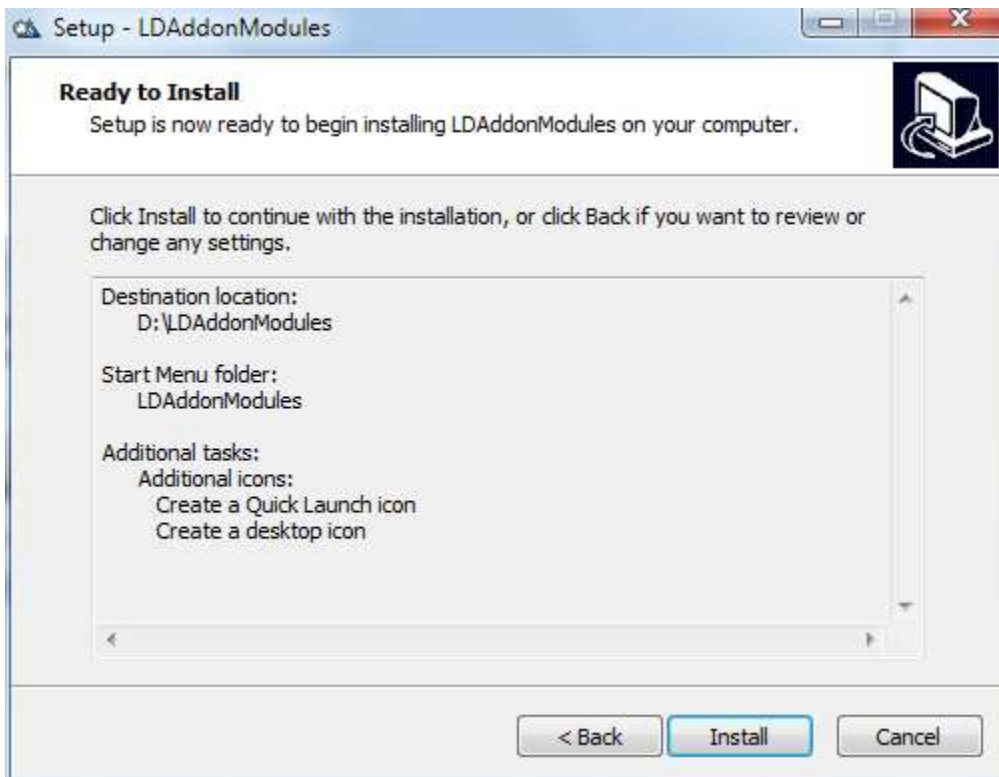 Setup - LDAddonModules
Ready to Install
Setup is now ready to begin installing LDAddonModules on your computer.
Click Install to continue with the installation, or click Back if you want to review or
change any settings.
Destination location:
D:\LDAddonModules
Start Menu folder:
LDAddonModules
Additional tasks:
Additional icons:
Create a Quick Launch icon
Create a desktop icon
< Back
Install
Cancel